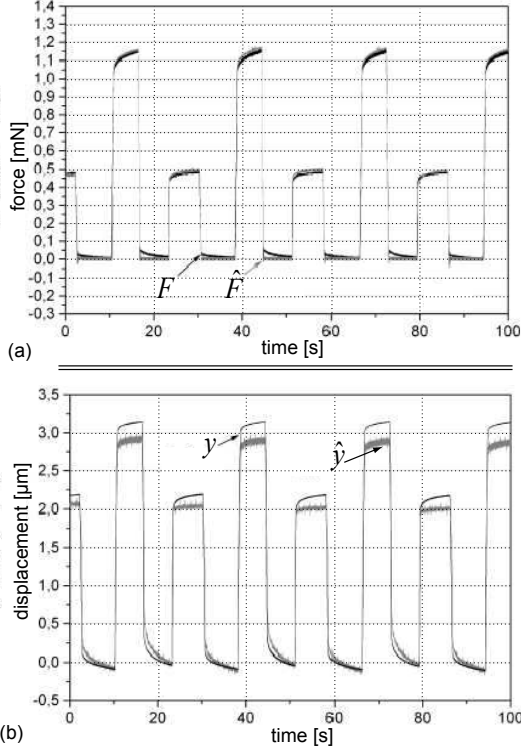 1,4
1,3
1,2
1,1
1,0
0,9
0,8
0,7
0,6
0,5
0,4
0,3
0,2
0,1
0,0
-0,1
-0,2
-0,3
force [mN]
F F̂
0 20 40 60 80 100
time [s]
(a)
3,5
3,0
2,5
2,0
1,5
1,0
0,5
0,0
-0,5
displacement [µm]
y ŷ
0 20 40 60 80 100
time [s]
(b)